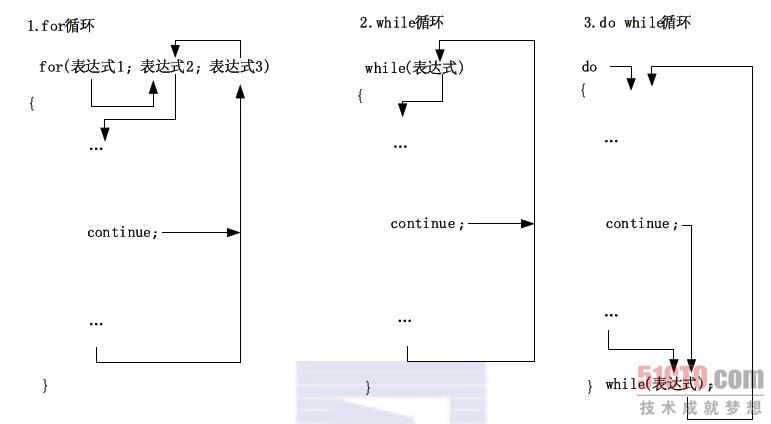 1.for循环
for(表达式1; 表达式2; 表达式3)
{
...
continue;
...
}
2.while循环
while(表达式)
{
...
continue;
...
}
3.do while循环
do
{
...
continue;
...
} while(表达式);
51CTO.com
技术成就梦想